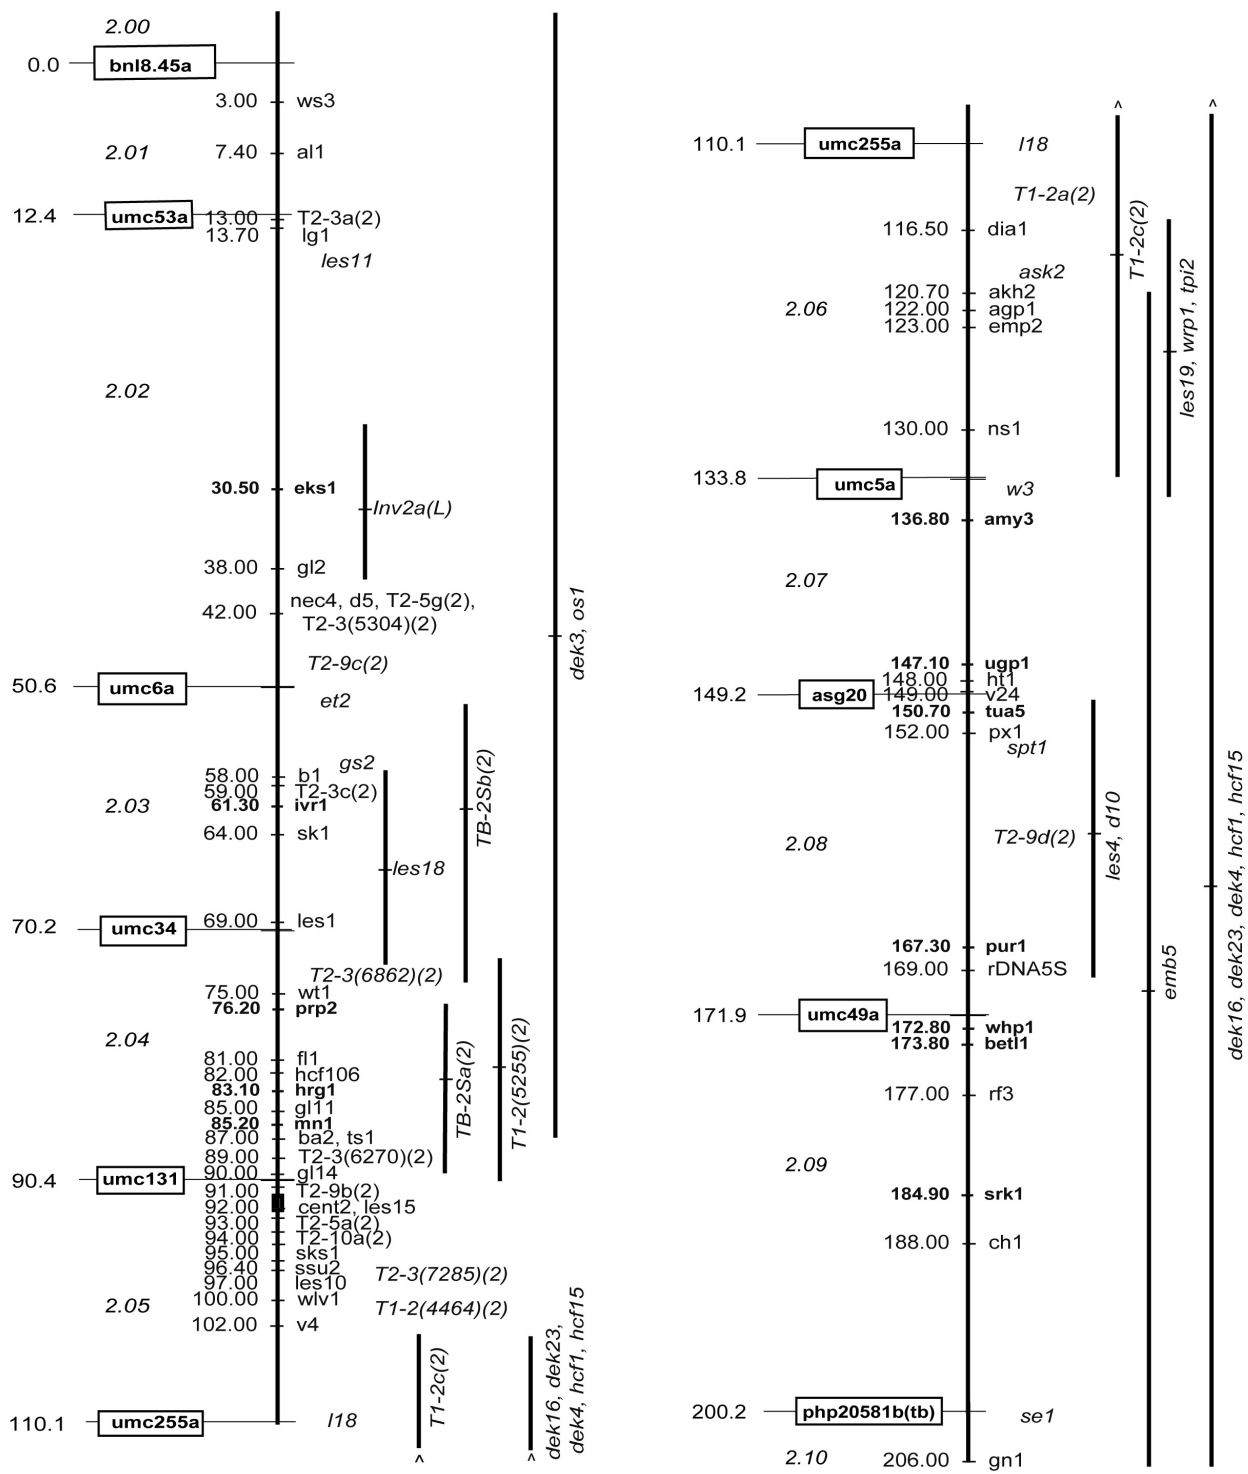 2.00
0.0 bnl8.45a
3.00 ws3
2.01 7.40 al1
12.4 umc53a 13.00 T2-3a(2)
13.70 lg1
les11
2.02
30.50 eks1
Inv2a(L)
38.00 gl2
nec4, d5, T2-5g(2),
42.00
T2-3(5304)(2)
T2-9c(2)
50.6 umc6a
et2
gs2
58.00 b1
59.00 T2-3c(2)
2.03 61.30 ivr1
64.00 sk1
les18
TB-2Sb(2)
dek3, os1
69.00 les1
70.2 umc34
T2-3(6862)(2)
75.00 wt1
76.20 prp2
2.04
81.00 fl1
82.00 hcf106
83.10 hrg1
85.00 gl11
85.20 mn1
87.00 ba2, ts1
TB-2Sa(2)
T1-2(5255)(2)
89.00 T2-3(6270)(2)
90.00 gl14
90.4 umc131
91.00 T2-9b(2)
92.00 cent2, les15
93.00 T2-5a(2)
94.00 T2-10a(2)
95.00 sks1
96.40 ssu2
97.00 les10
T2-3(7285)(2)
100.00 wlv1
2.05 T1-2(4464)(2)
102.00 v4
T1-2c(2)
dek16, dek23,
dek4, hcf1, hcf15
110.1 umc255a l18
^ ^
^ ^
110.1 umc255a l18
T1-2a(2)
116.50 dia1
T1-2c(2)
ask2
120.70 akh2
2.06 122.00 agp1
123.00 emp2
les19, wrp1, tpi2
130.00 ns1
133.8 umc5a
w3
136.80 amy3
2.07
147.10 ugp1
148.00 ht1
149.2 asg20 149.00 v24
150.70 tua5
152.00 px1
spt1
2.08 T2-9d(2)
les4, d10
167.30 pur1
169.00 rDNA5S
emb5
dek16, dek23, dek4, hcf1, hcf15
171.9 umc49a
172.80 whp1
173.80 betl1
177.00 rf3
2.09
184.90 srk1
188.00 ch1
200.2 php20581b(tb) se1
2.10 206.00 gn1